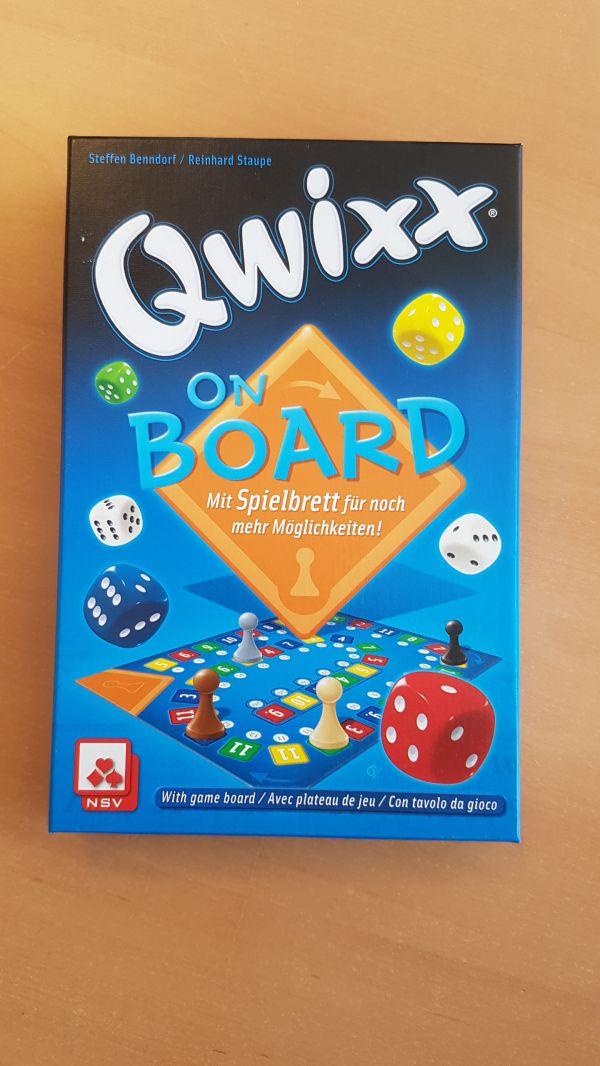 Steffen Benndorf / Reinhard Staupe
Qwixx®
ON
BOARD
Mit Spielbrett für noch
mehr Möglichkeiten!
NSV
With game board / Avec plateau de jeu / Con tavolo da gioco